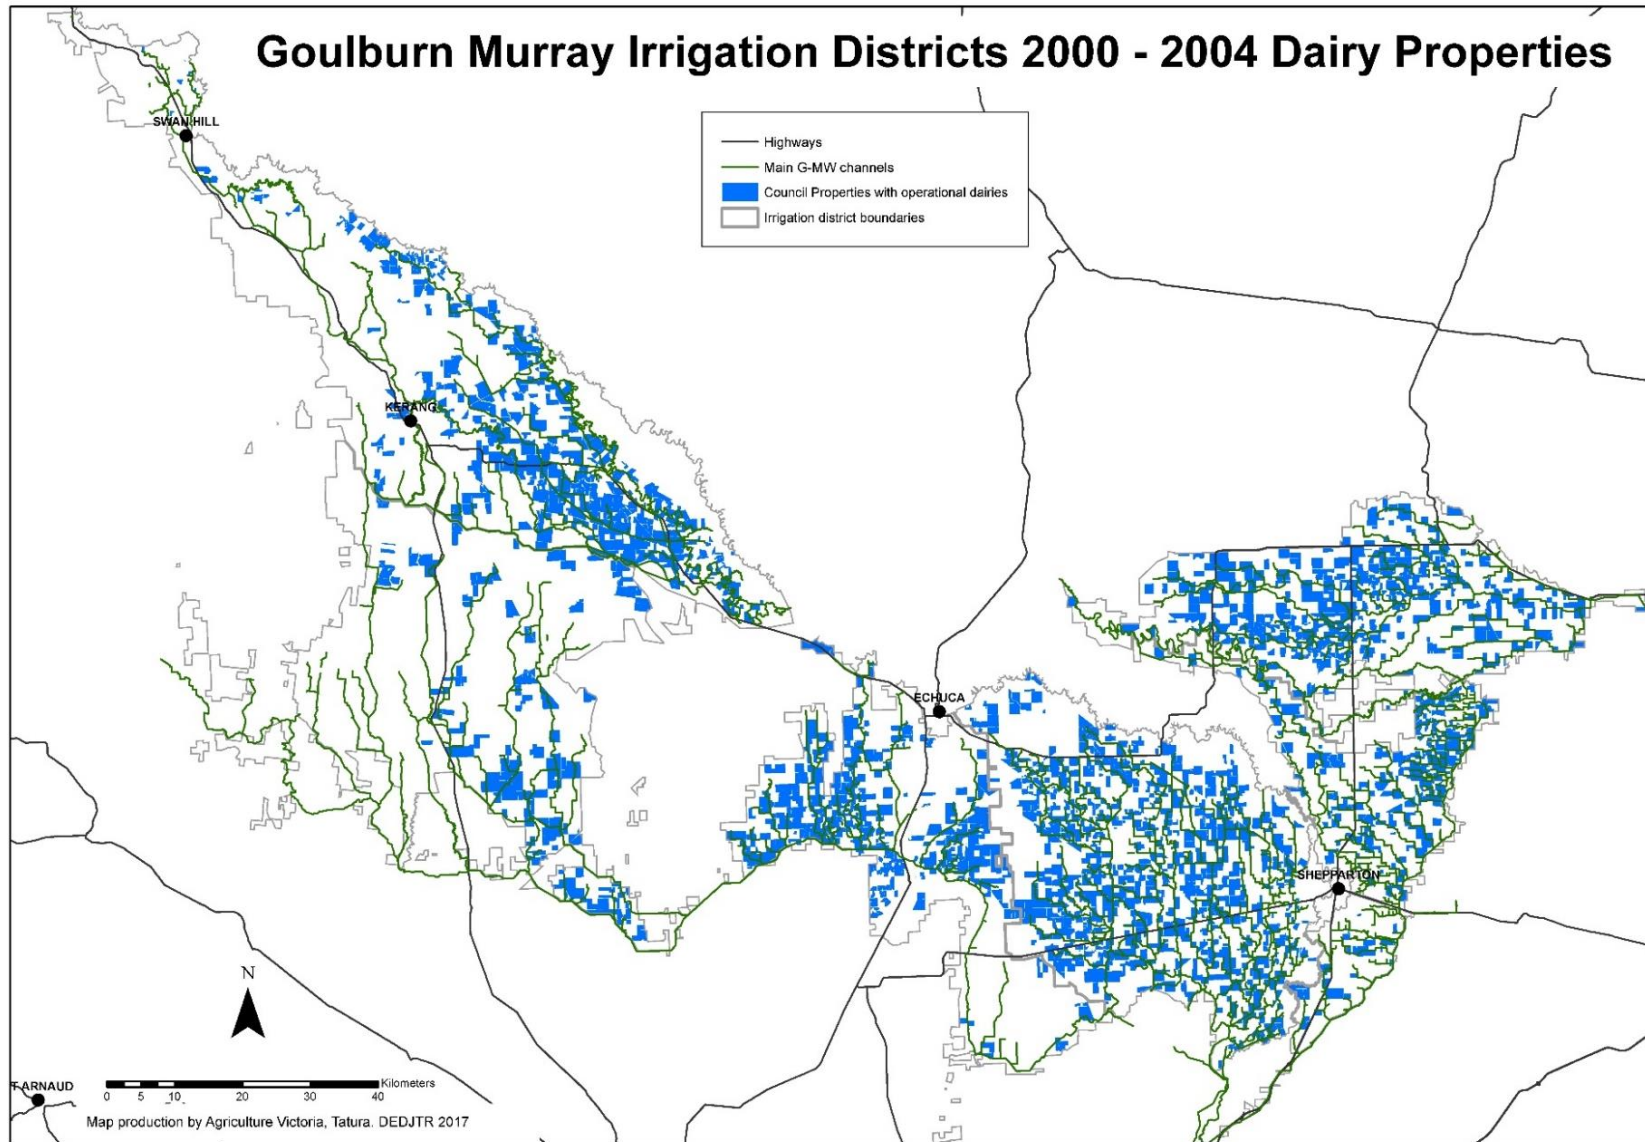 Goulburn Murray Irrigation Districts 2000 - 2004 Dairy Properties
SWAN HILL
Highways
Main G-MW channels
Council Properties with operational dairies
Irrigation district boundaries
KERANG
ECHUCA
SHEPPARTON
N
T ARNAUD
Kilometers
0 5 10 20 30 40
Map production by Agriculture Victoria, Tatura. DEDJTR 2017